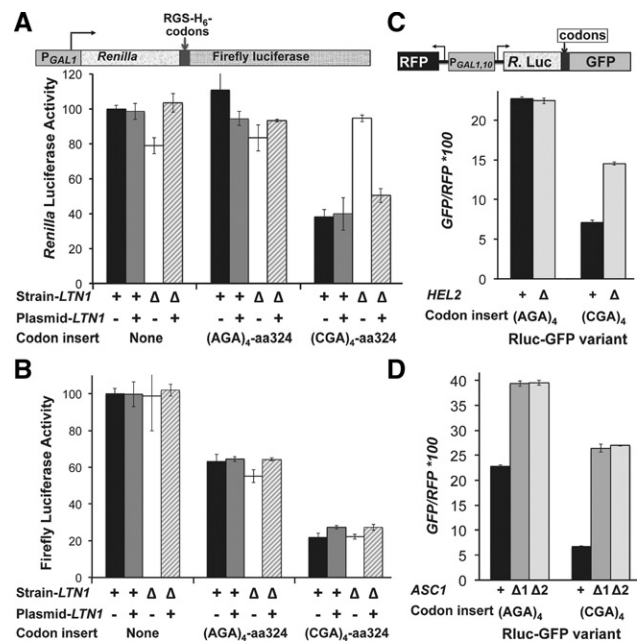 A
RGS-H6-
codons
PGAL1
Renilla
Firefly luciferase
Renilla Luciferase Activity
120
100
80
60
40
20
0
Strain-LTN1 + + Δ Δ + + Δ Δ + + Δ Δ
Plasmid-LTN1 - + - + - + - + - + - +
Codon insert None (AGA)4-aa324 (CGA)4-aa324
B
Firefly Luciferase Activity
100
80
60
40
20
0
Strain-LTN1 + + Δ Δ + + Δ Δ + + Δ Δ
Plasmid-LTN1 - + - + - + - + - + - +
Codon insert None (AGA)4-aa324 (CGA)4-aa324
C
codons
RFP PGAL1,10 R. Luc GFP
GFP/RFP *100
20
15
10
5
0
HEL2 + Δ + Δ
Codon insert (AGA)4 (CGA)4
Rluc-GFP variant
D
GFP/RFP *100
40
35
30
25
20
15
10
5
0
ASC1 + Δ1 Δ2 + Δ1 Δ2
Codon insert (AGA)4 (CGA)4
Rluc-GFP variant